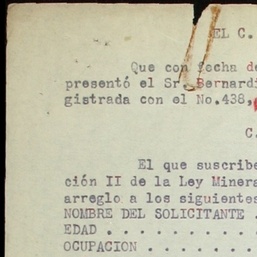 EL C.
Que con fecha de
presentó el Sr. Bernardi
gistrada con el No.438,
C.
El que suscribe
ción II de la Ley Minera
arreglo a los siguientes
NOMBRE DEL SOLICITANTE .
EDAD . . . . . . . . .
OCUPACION . . . . . . .